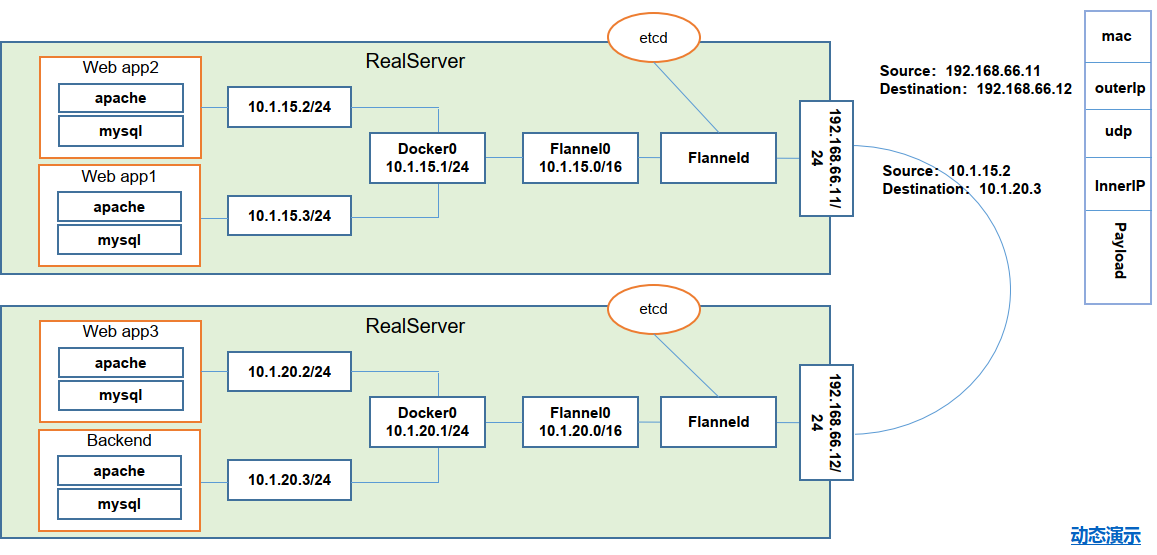 etcd
RealServer
Web app2
apache
mysql
10.1.15.2/24
Web app1
apache
mysql
10.1.15.3/24
Docker0
10.1.15.1/24
Flannel0
10.1.15.0/16
Flanneld
192.168.66.11/
24
Source：192.168.66.11
Destination：192.168.66.12
Source：10.1.15.2
Destination：10.1.20.3
mac
outerIp
udp
InnerIP
Payload
etcd
RealServer
Web app3
apache
mysql
10.1.20.2/24
Backend
apache
mysql
10.1.20.3/24
Docker0
10.1.20.1/24
Flannel0
10.1.20.0/16
Flanneld
192.168.66.12/
24
动态演示